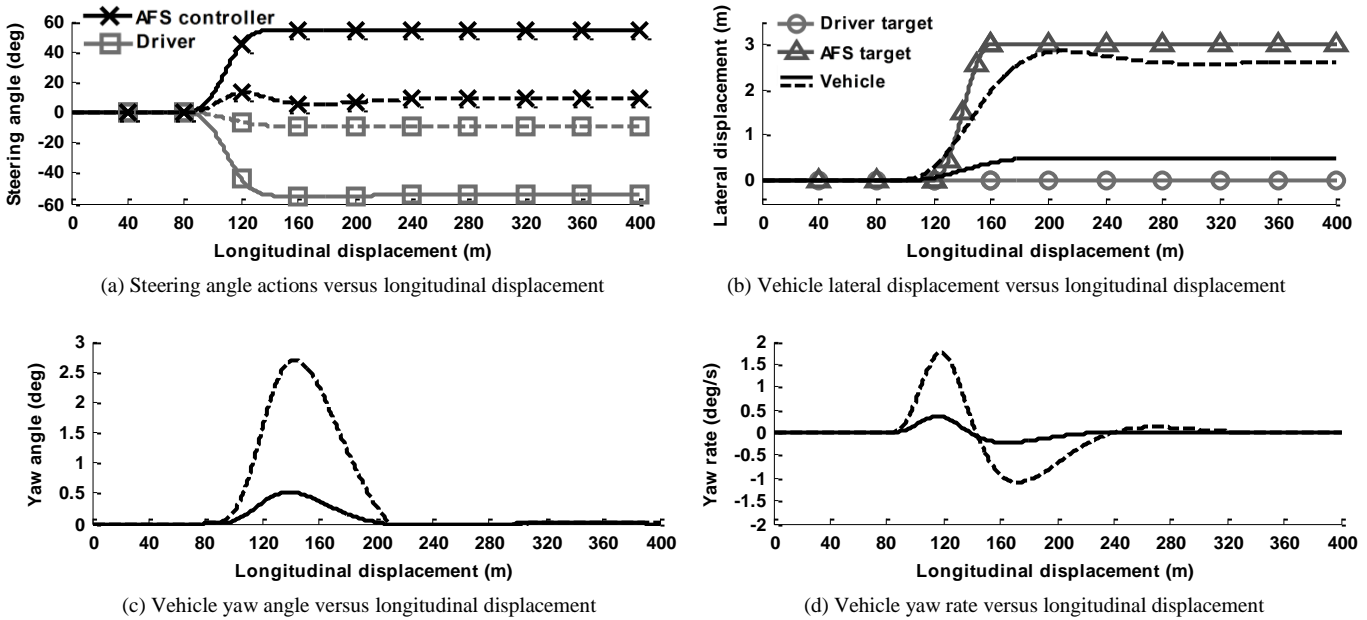 AFS controller
Driver
Steering angle (deg)
60
40
20
0
-20
-40
-60
0 40 80 120 160 200 240 280 320 360 400
Longitudinal displacement (m)
(a) Steering angle actions versus longitudinal displacement
Driver target
AFS target
Vehicle
Lateral displacement (m)
3
2
1
0
0 40 80 120 160 200 240 280 320 360 400
Longitudinal displacement (m)
(b) Vehicle lateral displacement versus longitudinal displacement
Yaw angle (deg)
3
2.5
2
1.5
1
0.5
0
0 40 80 120 160 200 240 280 320 360 400
Longitudinal displacement (m)
(c) Vehicle yaw angle versus longitudinal displacement
Yaw rate (deg/s)
2
1.5
1
0.5
0
-0.5
-1
-1.5
-2
0 40 80 120 160 200 240 280 320 360 400
Longitudinal displacement (m)
(d) Vehicle yaw rate versus longitudinal displacement